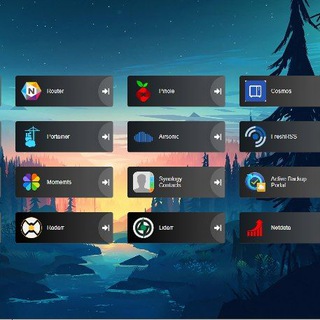 N
Router
Pihole
Cosmos
Portainer
Airsonic
FreshRSS
Moments
Synology
Contacts
Active Backup
Portal
Radarr
Lidarr
Netdata